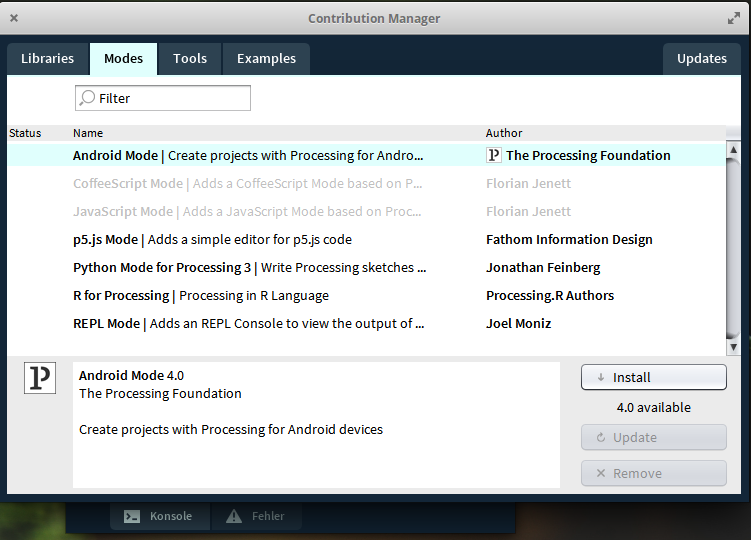 Contribution Manager
Libraries Modes Tools Examples Updates
Filter
Status Name Author
Android Mode | Create projects with Processing for Andro... The Processing Foundation
CoffeeScript Mode | Adds a CoffeeScript Mode based on P... Florian Jenett
JavaScript Mode | Adds a JavaScript Mode based on Proc... Florian Jenett
p5.js Mode | Adds a simple editor for p5.js code Fathom Information Design
Python Mode for Processing 3 | Write Processing sketches ... Jonathan Feinberg
R for Processing | Processing in R Language Processing.R Authors
REPL Mode | Adds an REPL Console to view the output of ... Joel Moniz
Android Mode 4.0
The Processing Foundation
Create projects with Processing for Android devices
Install
4.0 available
Update
Remove
Konsole Fehler